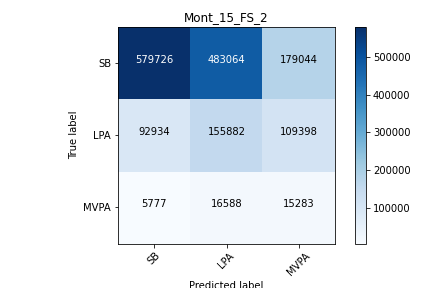 Mont_15_FS_2
SB 579726 483064 179044 500000
400000
LPA 92934 155882 109398 300000
200000
MVPA 5777 16588 15283 100000
True label
SB LPA MVPA
Predicted label